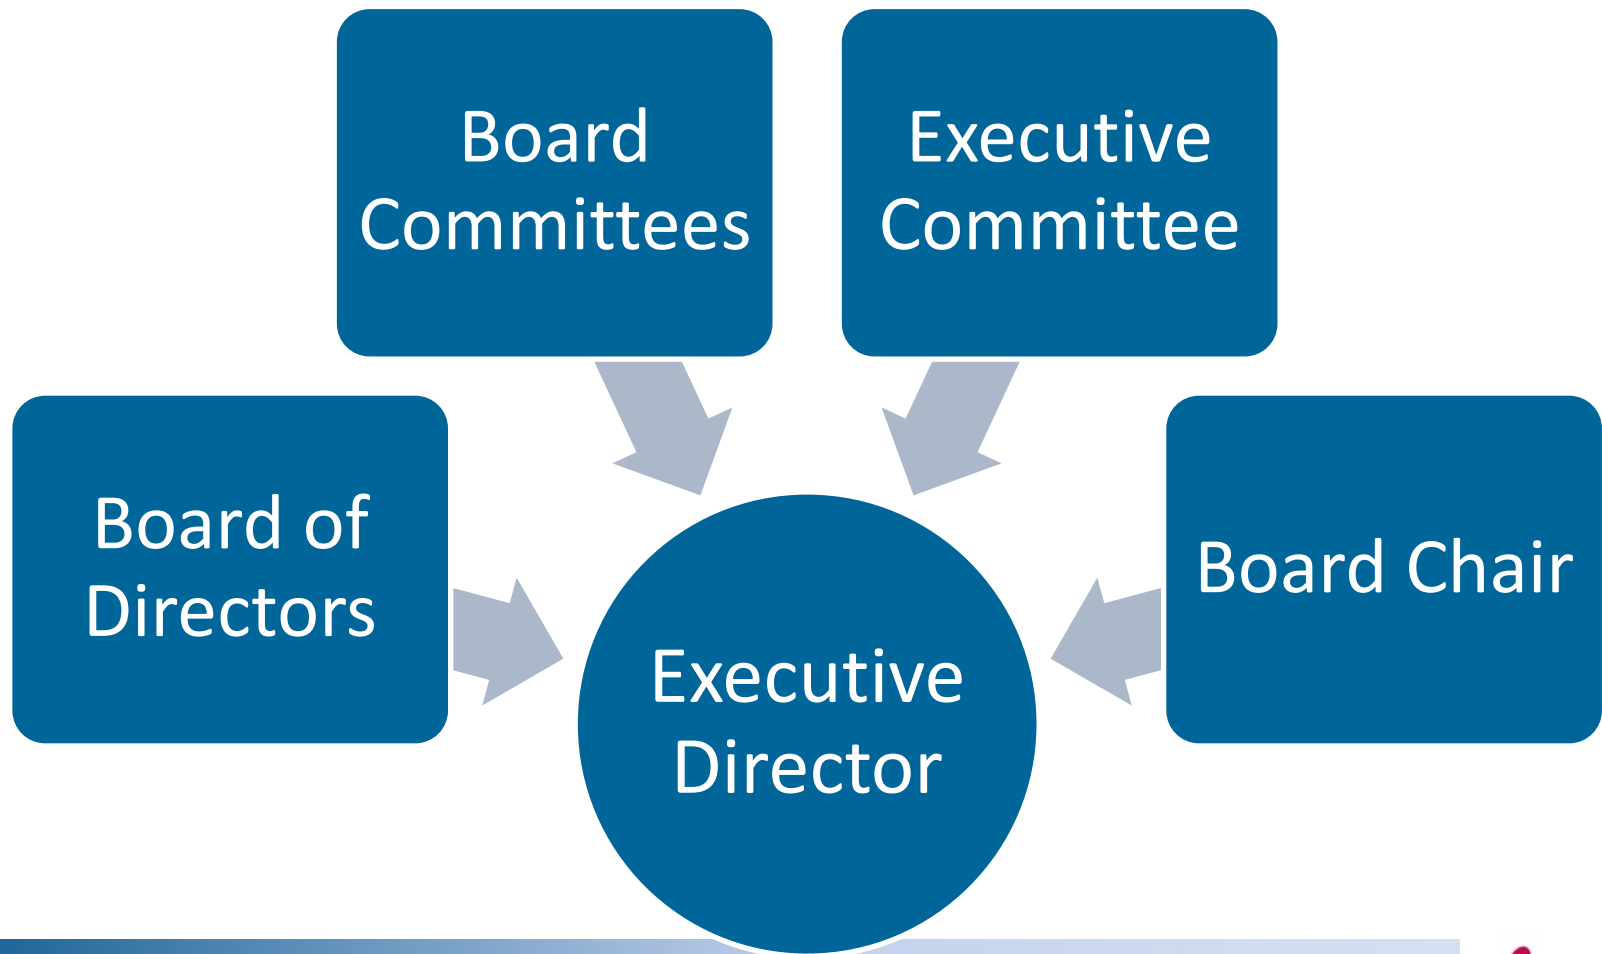 Board
Committees
Executive
Committee
Board of
Directors
Board Chair
Executive
Director